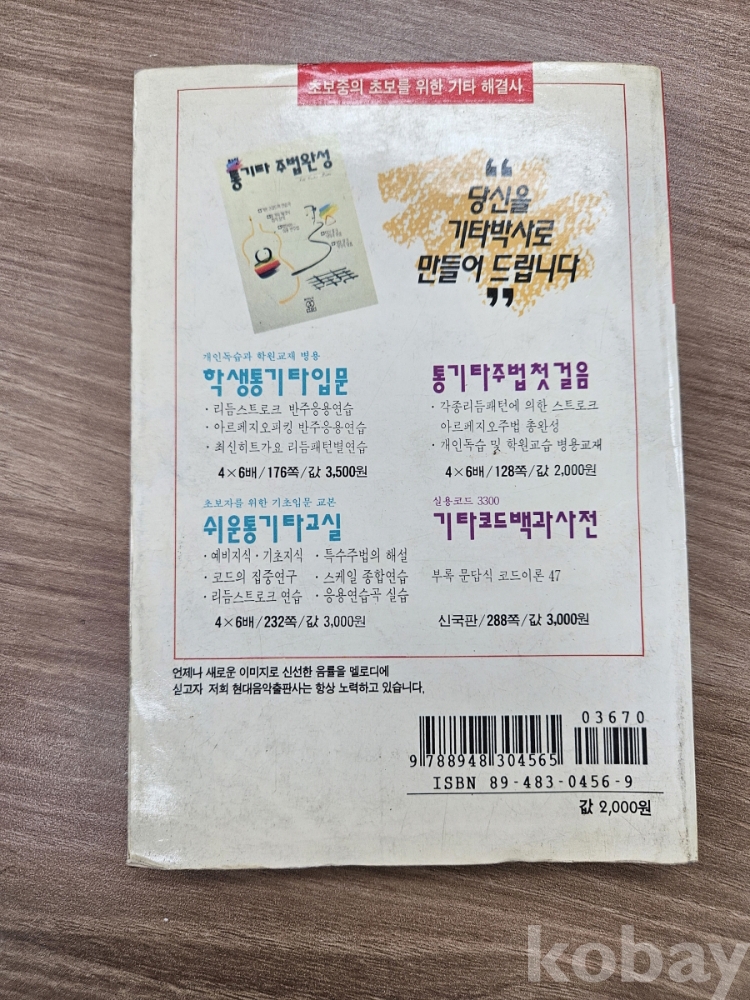 초보중의 초보를 위한 기타 해결사
통기타 주법완성
“
당신을
기타박사로
만들어 드립니다
”
개인독습과 학원교재 병용
학생통기타입문
· 리듬스트로크 반주응용연습
· 아르페지오피킹 반주응용연습
· 최신히트가요 리듬패턴별연습
4×6배/176쪽/값 3,500원
통기타주법첫걸음
· 각종리듬패턴에 의한 스트로크
아르페지오주법 총완성
· 개인독습 및 학원교습 병용교재
4×6배/128쪽/값 2,000원
초보자를 위한 기초입문 교본
쉬운통기타교실
· 예비지식 · 기초지식 · 특수주법의 해설
· 코드의 집중연구 · 스케일 종합연습
· 리듬스트로크 연습 · 응용연습곡 실습
4×6배/232쪽/값 3,000원
실용코드 3300
기타코드백과사전
부록 문답식 코드이론 47
신국판/288쪽/값 3,000원
언제나 새로운 이미지로 신선한 음률을 멜로디에
싣고자 저희 현대음악출판사는 항상 노력하고 있습니다.
03670
9 788948 304565
ISBN 89-483-0456-9
값 2,000원
kobay